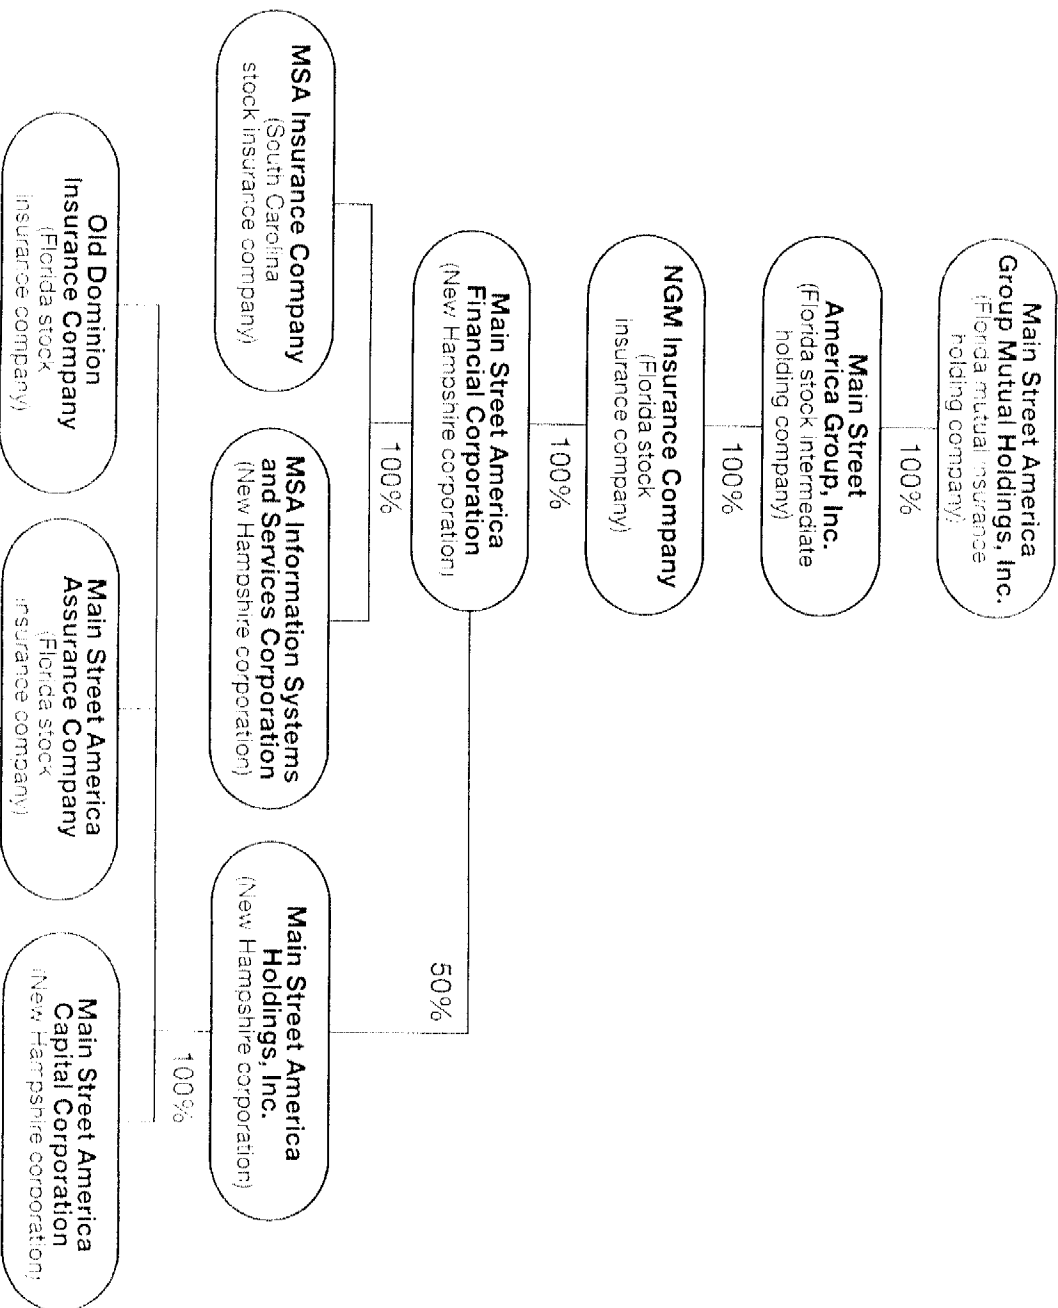 Main Street America
Group Mutual Holdings, Inc.
(Florida mutual insurance
holding company)
100%
Main Street
America Group, Inc.
(Florida stock intermediate
holding company)
100%
NGM Insurance Company
(Florida stock
insurance company)
100%
Main Street America
Financial Corporation
(New Hampshire corporation)
100%
50%
MSA Insurance Company
(South Carolina
stock insurance company)
MSA Information Systems
and Services Corporation
(New Hampshire corporation)
Main Street America
Holdings, Inc.
(New Hampshire corporation)
100%
Old Dominion
Insurance Company
(Florida stock
insurance company)
Main Street America
Assurance Company
(Florida stock
insurance company)
Main Street America
Capital Corporation
(New Hampshire corporation)